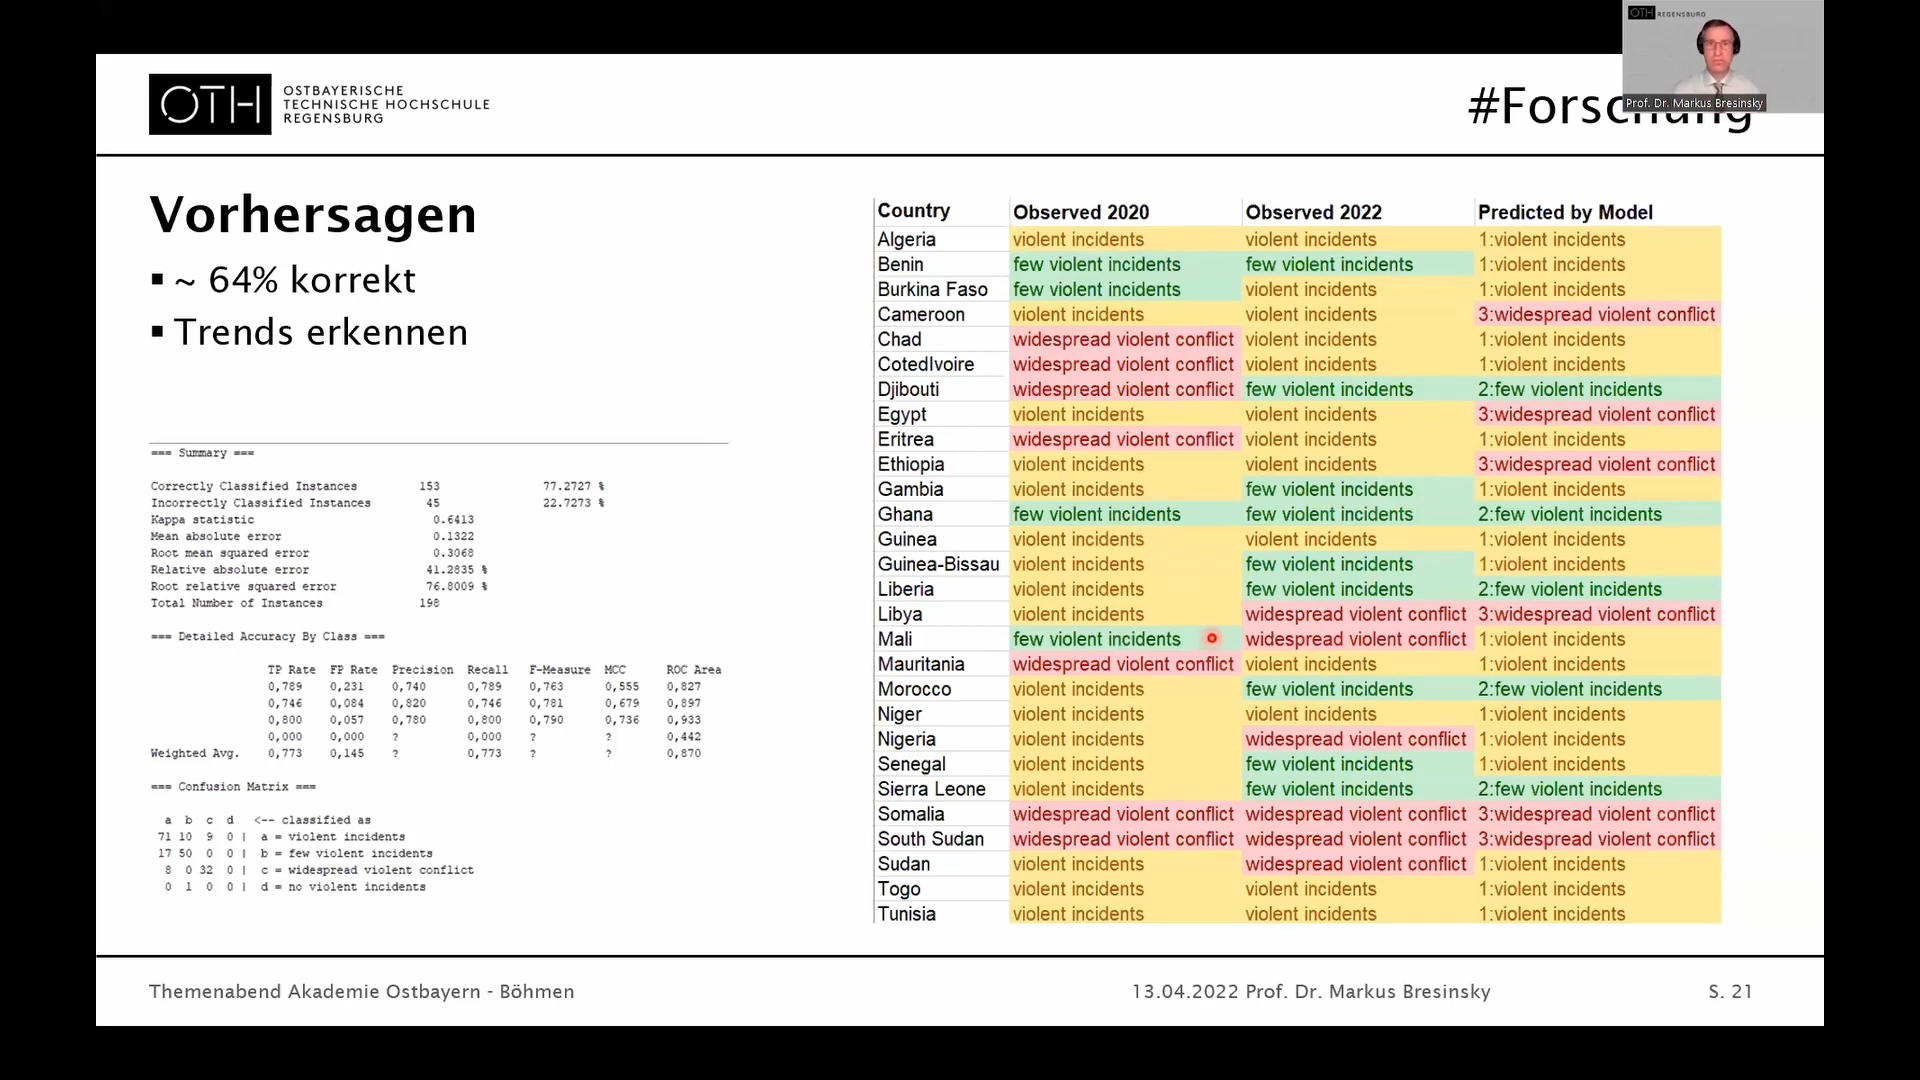 OTH REGENSBURG
Prof. Dr. Markus Bresinsky
OTH
OSTBAYERISCHE
TECHNISCHE HOCHSCHULE
REGENSBURG
Vorhersagen
▪ ~ 64% korrekt
▪ Trends erkennen
=== Summary ===
Correctly Classified Instances 153 77.2727 %
Incorrectly Classified Instances 45 22.7273 %
Kappa statistic 0.6413
Mean absolute error 0.1322
Root mean squared error 0.3068
Relative absolute error 41.2835 %
Root relative squared error 76.8009 %
Total Number of Instances 198
=== Detailed Accuracy By Class ===
TP Rate FP Rate Precision Recall F-Measure MCC ROC Area
0,789 0,231 0,740 0,789 0,763 0,555 0,827
0,746 0,084 0,820 0,746 0,781 0,679 0,897
0,800 0,057 0,780 0,800 0,790 0,736 0,933
0,000 0,000 ? 0,000 ? ? 0,442
Weighted Avg. 0,773 0,145 ? 0,773 ? ? 0,870
=== Confusion Matrix ===
a b c d <-- classified as
71 10 9 0 | a = violent incidents
17 50 0 0 | b = few violent incidents
8 0 32 0 | c = widespread violent conflict
0 1 0 0 | d = no violent incidents
Country Observed 2020 Observed 2022 Predicted by Model
Algeria violent incidents violent incidents 1:violent incidents
Benin few violent incidents few violent incidents 1:violent incidents
Burkina Faso few violent incidents violent incidents 1:violent incidents
Cameroon violent incidents violent incidents 3:widespread violent conflict
Chad widespread violent conflict violent incidents 1:violent incidents
CotedIvoire widespread violent conflict violent incidents 1:violent incidents
Djibouti widespread violent conflict few violent incidents 2:few violent incidents
Egypt violent incidents violent incidents 3:widespread violent conflict
Eritrea widespread violent conflict violent incidents 1:violent incidents
Ethiopia violent incidents violent incidents 3:widespread violent conflict
Gambia violent incidents few violent incidents 1:violent incidents
Ghana few violent incidents few violent incidents 2:few violent incidents
Guinea violent incidents violent incidents 1:violent incidents
Guinea-Bissau violent incidents few violent incidents 1:violent incidents
Liberia violent incidents few violent incidents 2:few violent incidents
Libya violent incidents widespread violent conflict 3:widespread violent conflict
Mali few violent incidents widespread violent conflict 1:violent incidents
Mauritania widespread violent conflict violent incidents 1:violent incidents
Morocco violent incidents few violent incidents 2:few violent incidents
Niger violent incidents violent incidents 1:violent incidents
Nigeria violent incidents widespread violent conflict 1:violent incidents
Senegal violent incidents few violent incidents 1:violent incidents
Sierra Leone violent incidents few violent incidents 2:few violent incidents
Somalia widespread violent conflict widespread violent conflict 3:widespread violent conflict
South Sudan widespread violent conflict widespread violent conflict 3:widespread violent conflict
Sudan violent incidents widespread violent conflict 1:violent incidents
Togo violent incidents violent incidents 1:violent incidents
Tunisia violent incidents violent incidents 1:violent incidents
Themenabend Akademie Ostbayern - Böhmen
13.04.2022 Prof. Dr. Markus Bresinsky
S. 21